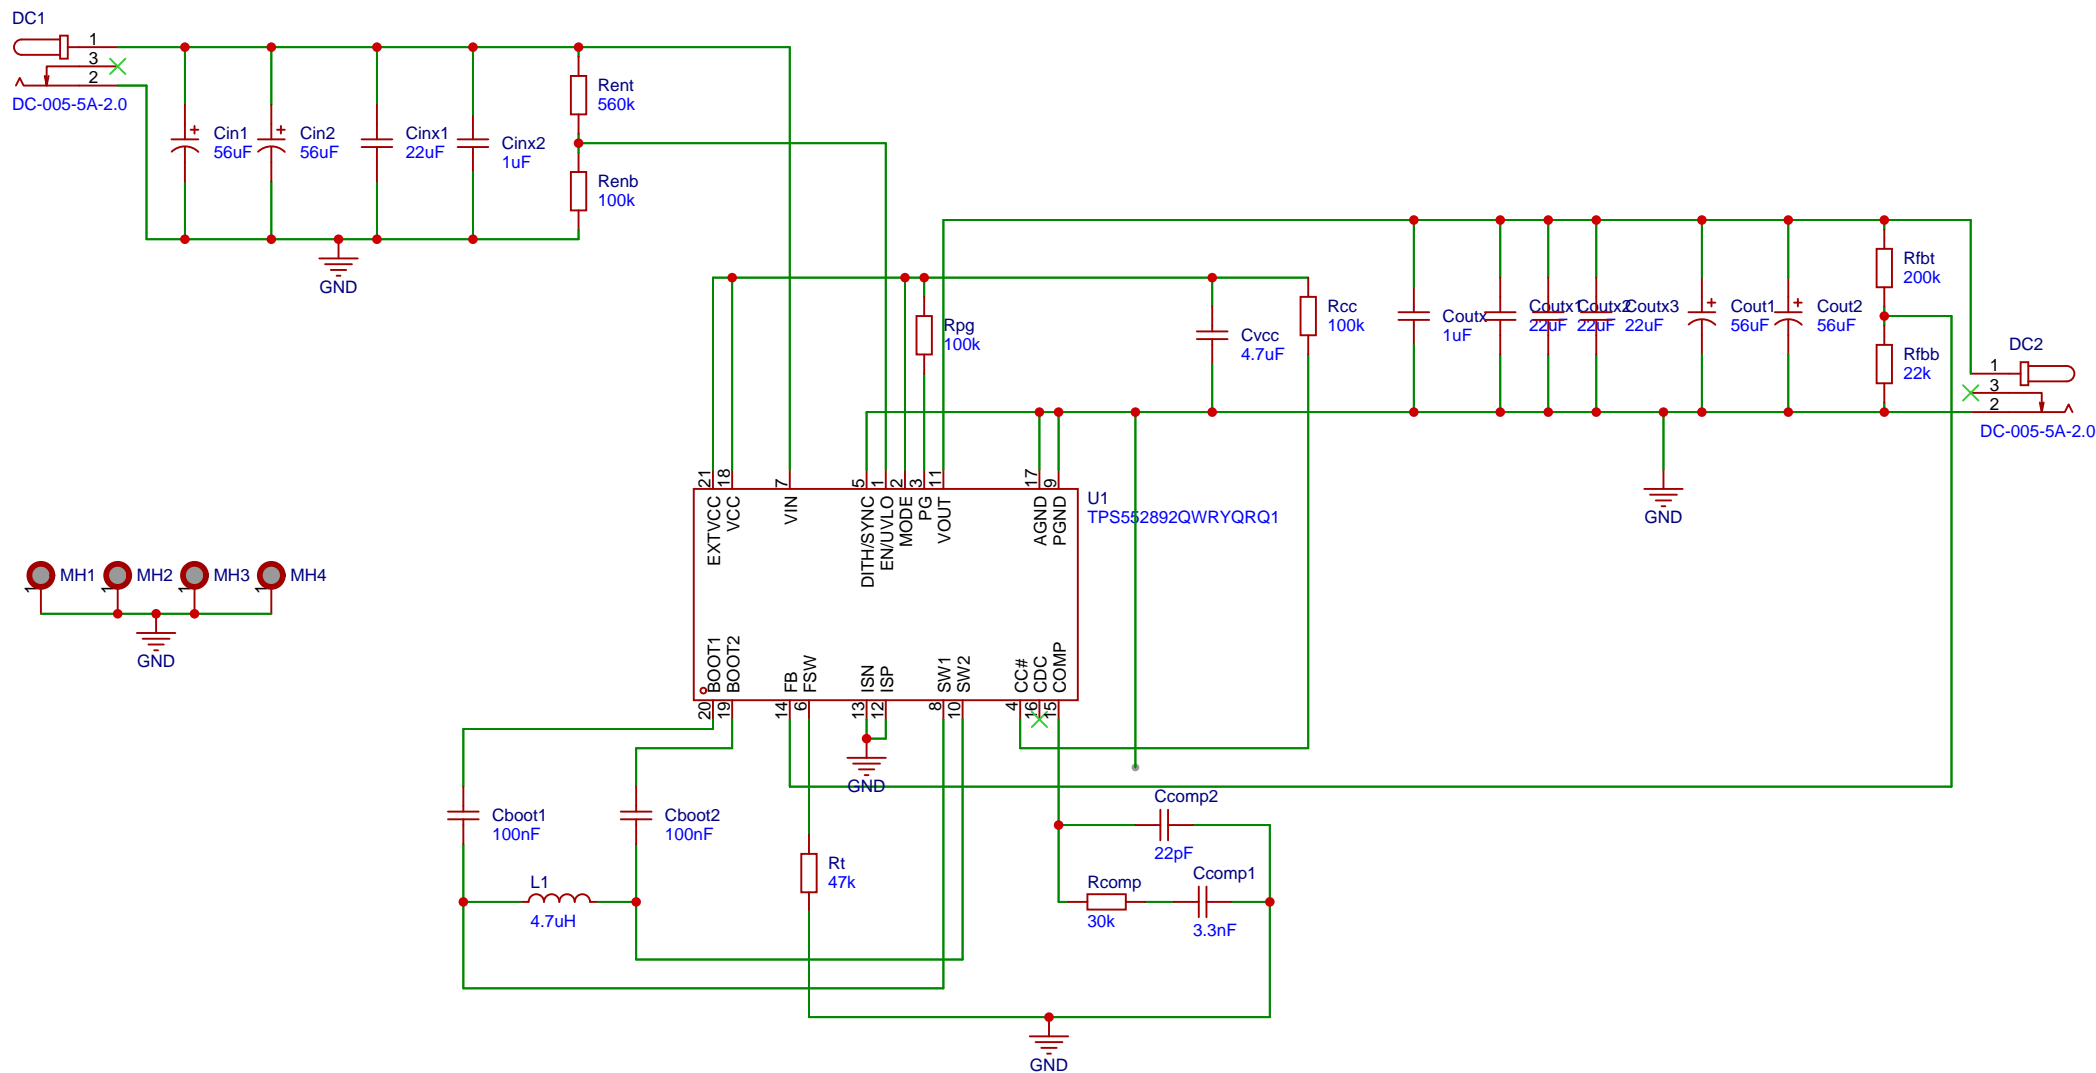 DC1
1
3
2
DC-005-5A-2.0
Cin1
56uF
Cin2
56uF
Cinx1
22uF
Cinx2
1uF
Rent
560k
Renb
100k
GND
Rpg
100k
Cvcc
4.7uF
Rcc
100k
Coutx
1uF
Coutx1
22uF
Coutx2
22uF
Coutx3
22uF
Cout1
56uF
Cout2
56uF
Rfbt
200k
Rfbb
22k
DC2
1
3
2
DC-005-5A-2.0
GND
21
18
7
5
1
2
3
11
17
9
EXTVCC
VCC
VIN
DITH/SYNC
EN/UVLO
MODE
PG
VOUT
AGND
PGND
U1
TPS552892QWRYQRQ1
MH1
MH2
MH3
MH4
1
1
1
1
GND
BOOT1
BOOT2
FB
FSW
ISN
ISP
SW1
SW2
CC#
CDC
COMP
20
19
14
6
13
12
8
10
4
16
15
GND
Cboot1
100nF
Cboot2
100nF
L1
4.7uH
Rt
47k
Ccomp2
22pF
Rcomp
30k
Ccomp1
3.3nF
GND